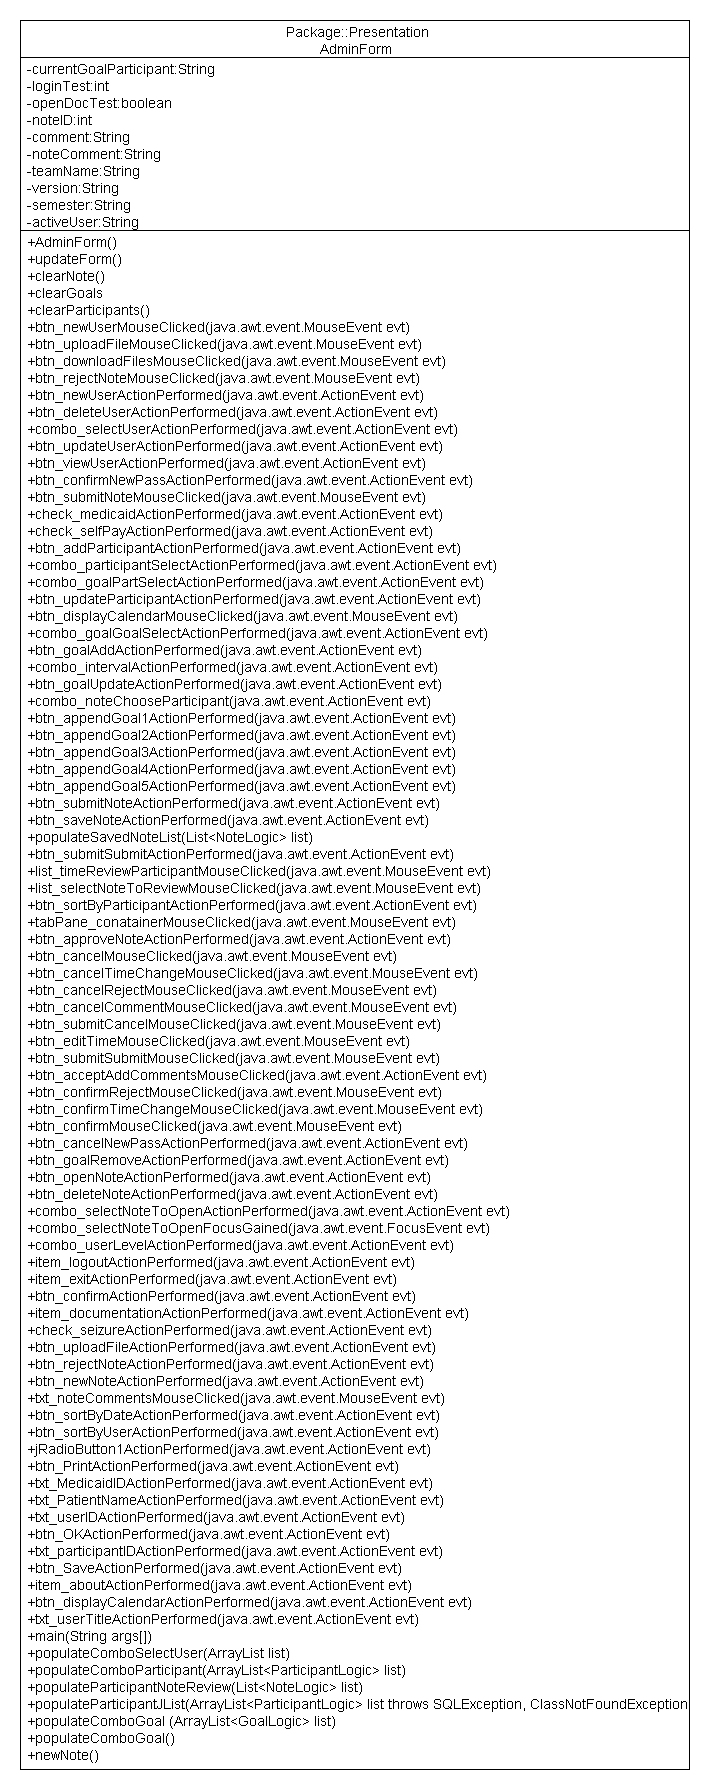 Package::Presentation
AdminForm
-currentGoalParticipant:String
-loginTest:int
-openDocTest:boolean
-noteID:int
-comment:String
-noteComment:String
-teamName:String
-version:String
-semester:String
-activeUser:String
+AdminForm()
+updateForm()
+clearNote()
+clearGoals
+clearParticipants()
+btn_newUserMouseClicked(java.awt.event.MouseEvent evt)
+btn_uploadFileMouseClicked(java.awt.event.MouseEvent evt)
+btn_downloadFilesMouseClicked(java.awt.event.MouseEvent evt)
+btn_rejectNoteMouseClicked(java.awt.event.MouseEvent evt)
+btn_newUserActionPerformed(java.awt.event.ActionEvent evt)
+btn_deleteUserActionPerformed(java.awt.event.ActionEvent evt)
+combo_selectUserActionPerformed(java.awt.event.ActionEvent evt)
+btn_updateUserActionPerformed(java.awt.event.ActionEvent evt)
+btn_viewUserActionPerformed(java.awt.event.ActionEvent evt)
+btn_confirmNewPassActionPerformed(java.awt.event.ActionEvent evt)
+btn_submitNoteMouseClicked(java.awt.event.MouseEvent evt)
+check_medicaidActionPerformed(java.awt.event.ActionEvent evt)
+check_selfPayActionPerformed(java.awt.event.ActionEvent evt)
+btn_addParticipantActionPerformed(java.awt.event.ActionEvent evt)
+combo_participantSelectActionPerformed(java.awt.event.ActionEvent evt)
+combo_goalPartSelectActionPerformed(java.awt.event.ActionEvent evt)
+btn_updateParticipantActionPerformed(java.awt.event.ActionEvent evt)
+btn_displayCalendarMouseClicked(java.awt.event.MouseEvent evt)
+combo_goalGoalSelectActionPerformed(java.awt.event.ActionEvent evt)
+btn_goalAddActionPerformed(java.awt.event.ActionEvent evt)
+combo_intervalActionPerformed(java.awt.event.ActionEvent evt)
+btn_goalUpdateActionPerformed(java.awt.event.ActionEvent evt)
+combo_noteChooseParticipant(java.awt.event.ActionEvent evt)
+btn_appendGoal1ActionPerformed(java.awt.event.ActionEvent evt)
+btn_appendGoal2ActionPerformed(java.awt.event.ActionEvent evt)
+btn_appendGoal3ActionPerformed(java.awt.event.ActionEvent evt)
+btn_appendGoal4ActionPerformed(java.awt.event.ActionEvent evt)
+btn_appendGoal5ActionPerformed(java.awt.event.ActionEvent evt)
+btn_submitNoteActionPerformed(java.awt.event.ActionEvent evt)
+btn_saveNoteActionPerformed(java.awt.event.ActionEvent evt)
+populateSavedNoteList(List<NoteLogic> list)
+btn_submitSubmitActionPerformed(java.awt.event.ActionEvent evt)
+list_timeReviewParticipantMouseClicked(java.awt.event.MouseEvent evt)
+list_selectNoteToReviewMouseClicked(java.awt.event.MouseEvent evt)
+btn_sortByParticipantActionPerformed(java.awt.event.ActionEvent evt)
+tabPane_conatainerMouseClicked(java.awt.event.MouseEvent evt)
+btn_approveNoteActionPerformed(java.awt.event.ActionEvent evt)
+btn_cancelMouseClicked(java.awt.event.MouseEvent evt)
+btn_cancelTimeChangeMouseClicked(java.awt.event.MouseEvent evt)
+btn_cancelRejectMouseClicked(java.awt.event.MouseEvent evt)
+btn_cancelCommentMouseClicked(java.awt.event.MouseEvent evt)
+btn_submitCancelMouseClicked(java.awt.event.MouseEvent evt)
+btn_editTimeMouseClicked(java.awt.event.MouseEvent evt)
+btn_submitSubmitMouseClicked(java.awt.event.MouseEvent evt)
+btn_acceptAddCommentsMouseClicked(java.awt.event.ActionEvent evt)
+btn_confirmRejectMouseClicked(java.awt.event.MouseEvent evt)
+btn_confirmTimeChangeMouseClicked(java.awt.event.MouseEvent evt)
+btn_confirmMouseClicked(java.awt.event.MouseEvent evt)
+btn_cancelNewPassActionPerformed(java.awt.event.ActionEvent evt)
+btn_goalRemoveActionPerformed(java.awt.event.ActionEvent evt)
+btn_openNoteActionPerformed(java.awt.event.ActionEvent evt)
+btn_deleteNoteActionPerformed(java.awt.event.ActionEvent evt)
+combo_selectNoteToOpenActionPerformed(java.awt.event.ActionEvent evt)
+combo_selectNoteToOpenFocusGained(java.awt.event.FocusEvent evt)
+combo_userLevelActionPerformed(java.awt.event.ActionEvent evt)
+item_logoutActionPerformed(java.awt.event.ActionEvent evt)
+item_exitActionPerformed(java.awt.event.ActionEvent evt)
+btn_confirmActionPerformed(java.awt.event.ActionEvent evt)
+item_documentationActionPerformed(java.awt.event.ActionEvent evt)
+check_seizureActionPerformed(java.awt.event.ActionEvent evt)
+btn_uploadFileActionPerformed(java.awt.event.ActionEvent evt)
+btn_rejectNoteActionPerformed(java.awt.event.ActionEvent evt)
+btn_newNoteActionPerformed(java.awt.event.ActionEvent evt)
+txt_noteCommentsMouseClicked(java.awt.event.MouseEvent evt)
+btn_sortByDateActionPerformed(java.awt.event.ActionEvent evt)
+btn_sortByUserActionPerformed(java.awt.event.ActionEvent evt)
+jRadioButton1ActionPerformed(java.awt.event.ActionEvent evt)
+btn_PrintActionPerformed(java.awt.event.ActionEvent evt)
+txt_MedicaidIDActionPerformed(java.awt.event.ActionEvent evt)
+txt_PatientNameActionPerformed(java.awt.event.ActionEvent evt)
+txt_userIDActionPerformed(java.awt.event.ActionEvent evt)
+btn_OKActionPerformed(java.awt.event.ActionEvent evt)
+txt_participantIDActionPerformed(java.awt.event.ActionEvent evt)
+btn_SaveActionPerformed(java.awt.event.ActionEvent evt)
+item_aboutActionPerformed(java.awt.event.ActionEvent evt)
+btn_displayCalendarActionPerformed(java.awt.event.ActionEvent evt)
+txt_userTitleActionPerformed(java.awt.event.ActionEvent evt)
+main(String args[])
+populateComboSelectUser(ArrayList list)
+populateComboParticipant(ArrayList<ParticipantLogic> list)
+populateParticipantNoteReview(List<NoteLogic> list)
+populateParticipantJList(ArrayList<ParticipantLogic> list throws SQLException, ClassNotFoundException
+populateComboGoal (ArrayList<GoalLogic> list)
+populateComboGoal()
+newNote()